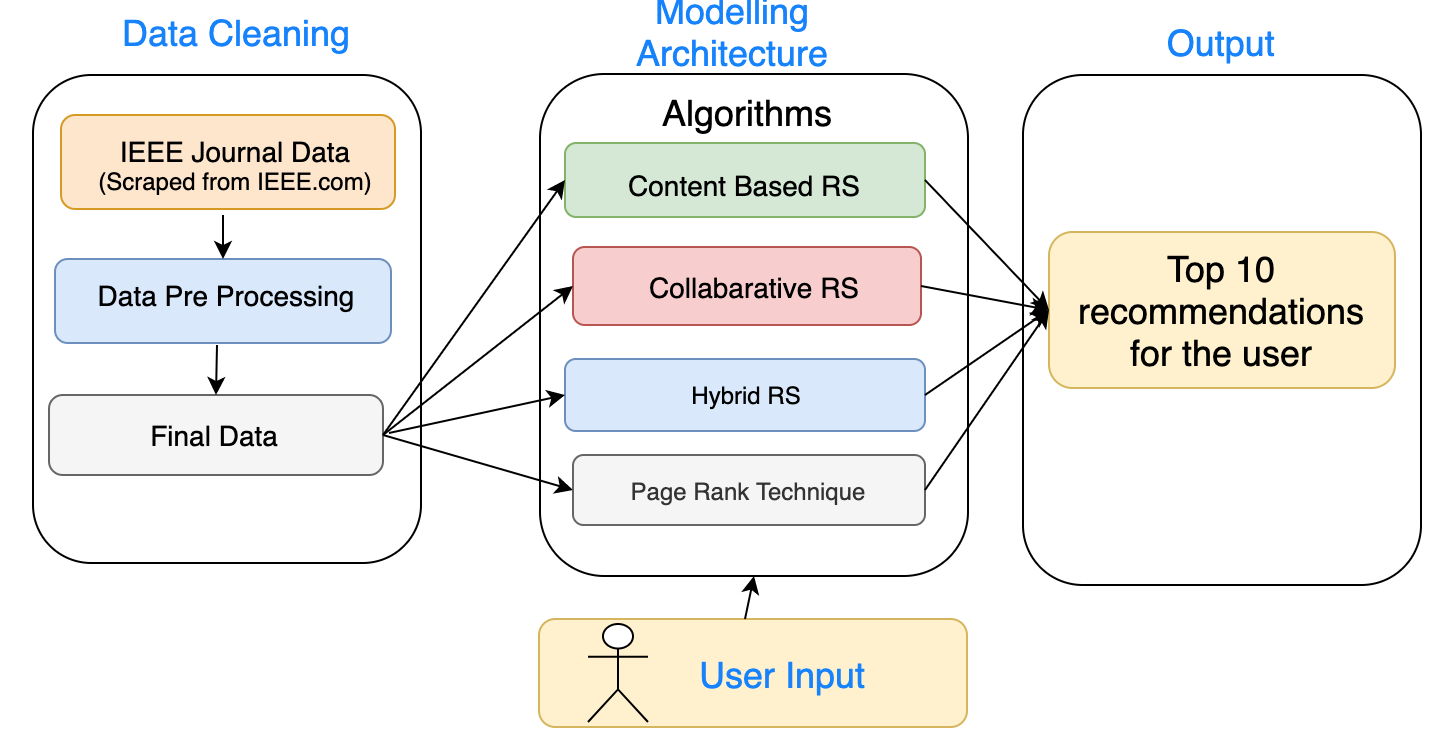 Data Cleaning
IEEE Journal Data
(Scraped from IEEE.com)
Data Pre Processing
Final Data
Modelling
Architecture
Algorithms
Content Based RS
Collabarative RS
Hybrid RS
Page Rank Technique
User Input
Output
Top 10
recommendations
for the user